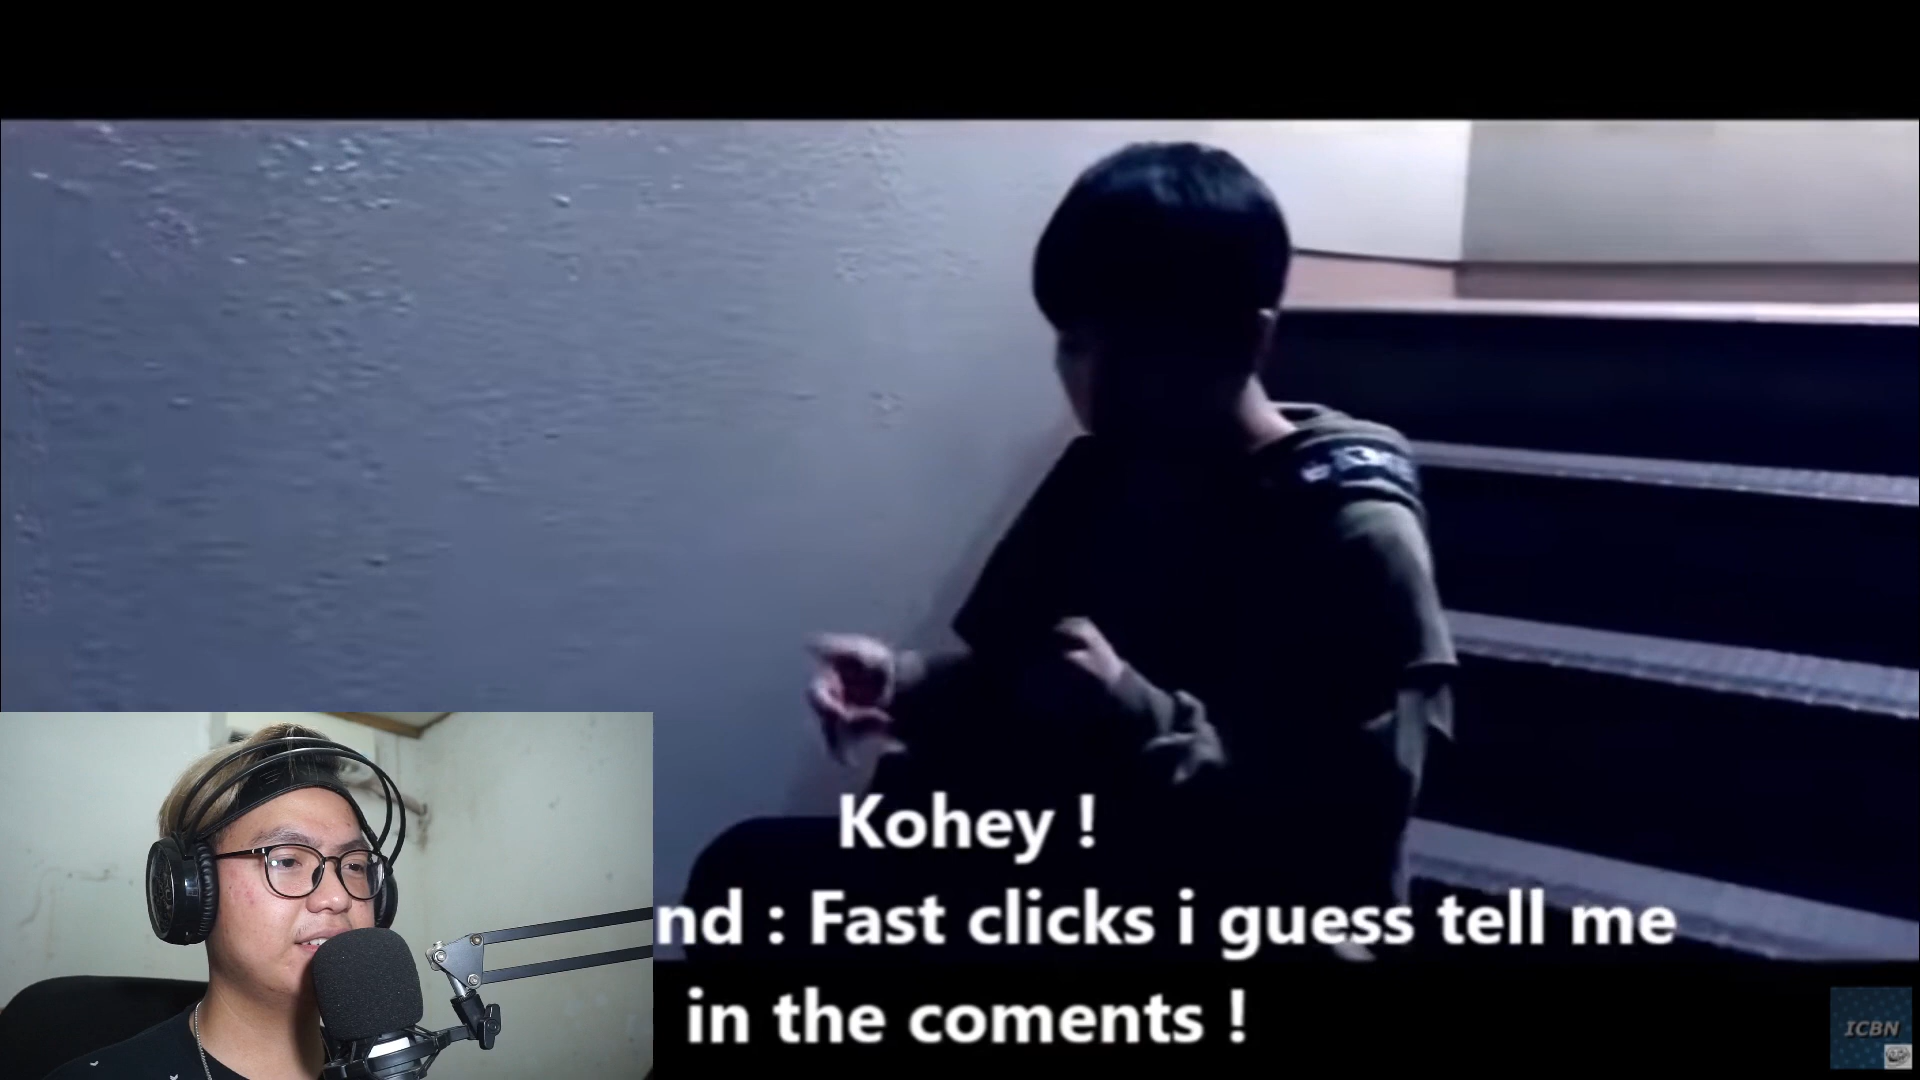 Kohey !
nd : Fast clicks i guess tell me
in the coments !
ICBN